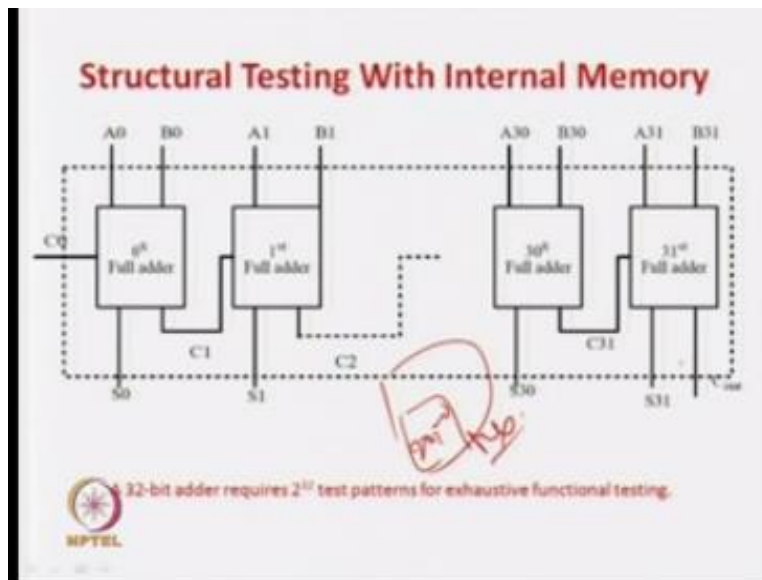 Structural Testing With Internal Memory
A0 B0 A1 B1 A30 B30 A31 B31
C0
0th Full adder
1st Full adder
30th Full adder
31st Full adder
C1
C2
C31
S0 S1 S30 S31 Cout
A 32-bit adder requires 2^32 test patterns for exhaustive functional testing.
NPTEL